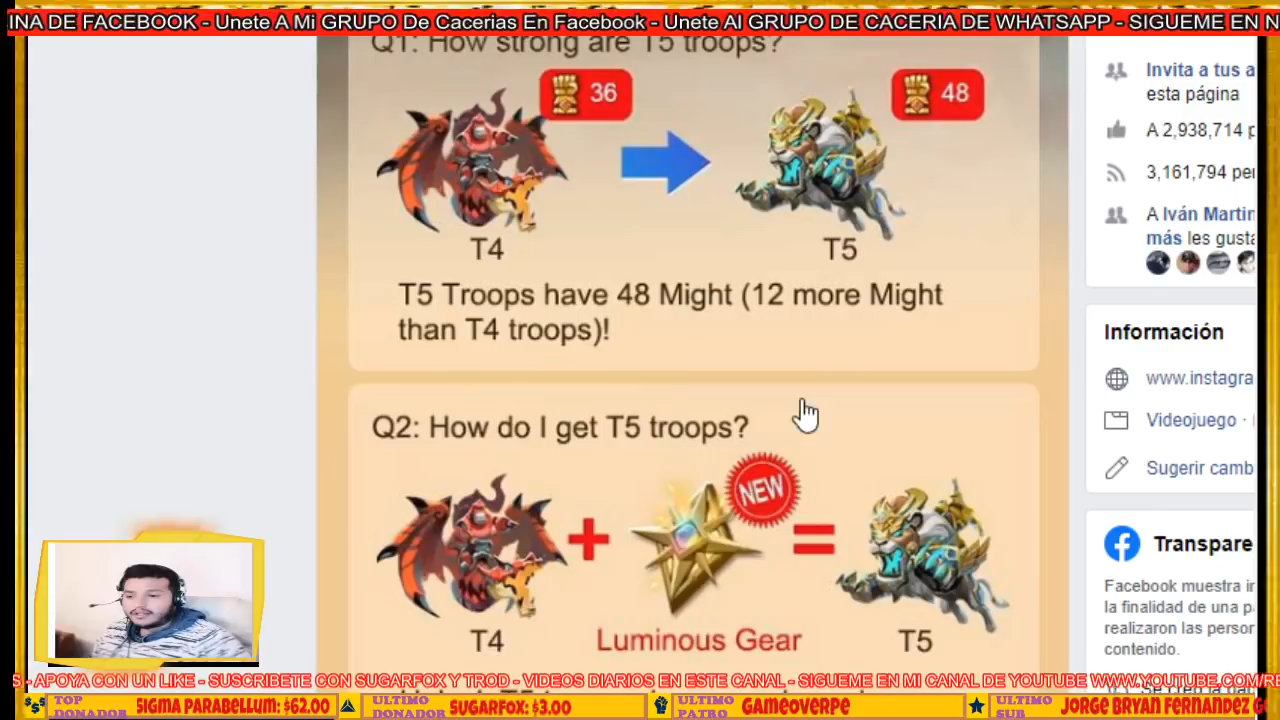 INA DE FACEBOOK - Unete A Mi GRUPO De Cacerias En Facebook - Unete Al GRUPO DE CACERIA DE WHATSAPP - SIGUEME EN N
Q1: How strong are T5 troops?
36
48
T4
T5
T5 Troops have 48 Might (12 more Might
than T4 troops)!
Q2: How do I get T5 troops?
NEW
T4
Luminous Gear
T5
Invita a tus a
esta página
A 2,938,714 p
3,161,794 per
A Iván Martin
más les gusta
Información
www.instagra
Videojuego ·
Sugerir camb
Transpare
Facebook muestra in
la finalidad de una p
realizaron las person
contenido.
S - APOYA CON UN LIKE - SUSCRIBETE CON SUGARFOX Y TROD - VIDEOS DIARIOS EN ESTE CANAL - SIGUEME EN MI CANAL DE YOUTUBE WWW.YOUTUBE.COM/RE
$$$ TOP DONADOR SIGMA PARABELLUM: $62.00 ULTIMO DONADOR SUGARFOX: $3.00 ULTIMO PATRO GAMEOVERPE ULTIMO SUB JORGE BRYAN FERNANDEZ G